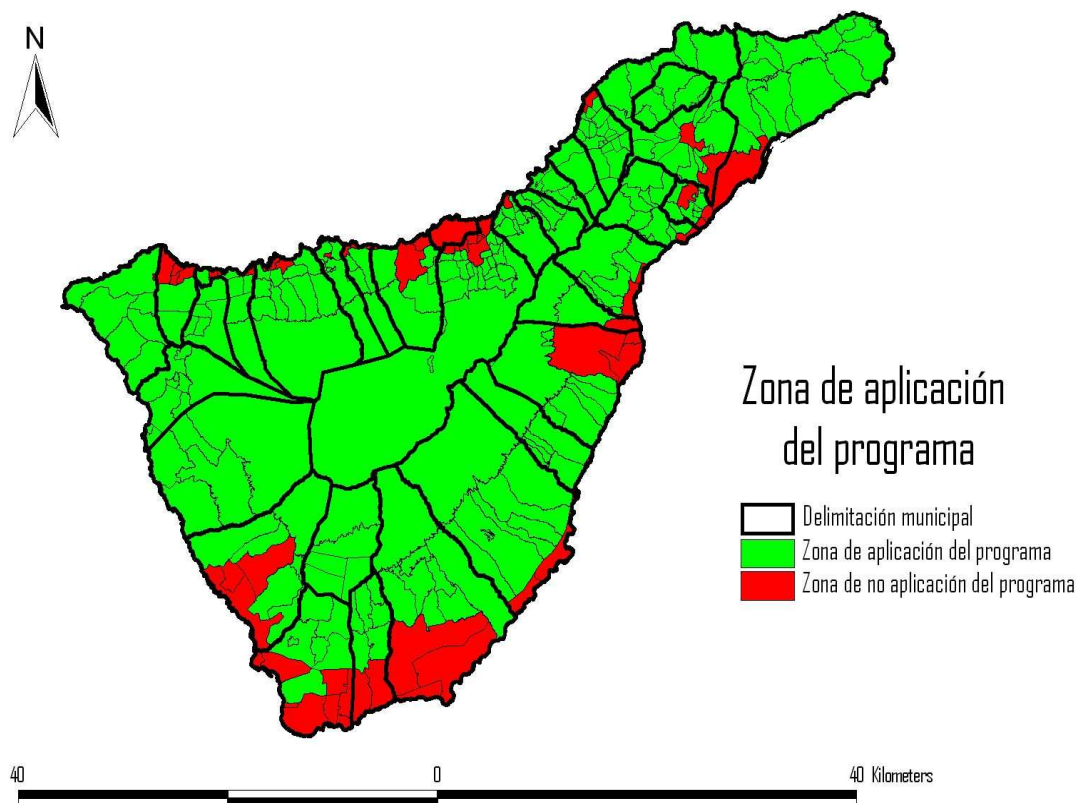 N
Zona de aplicación
del programa
Delimitación municipal
Zona de aplicación del programa
Zona de no aplicación del programa
40 0 40 Kilometers